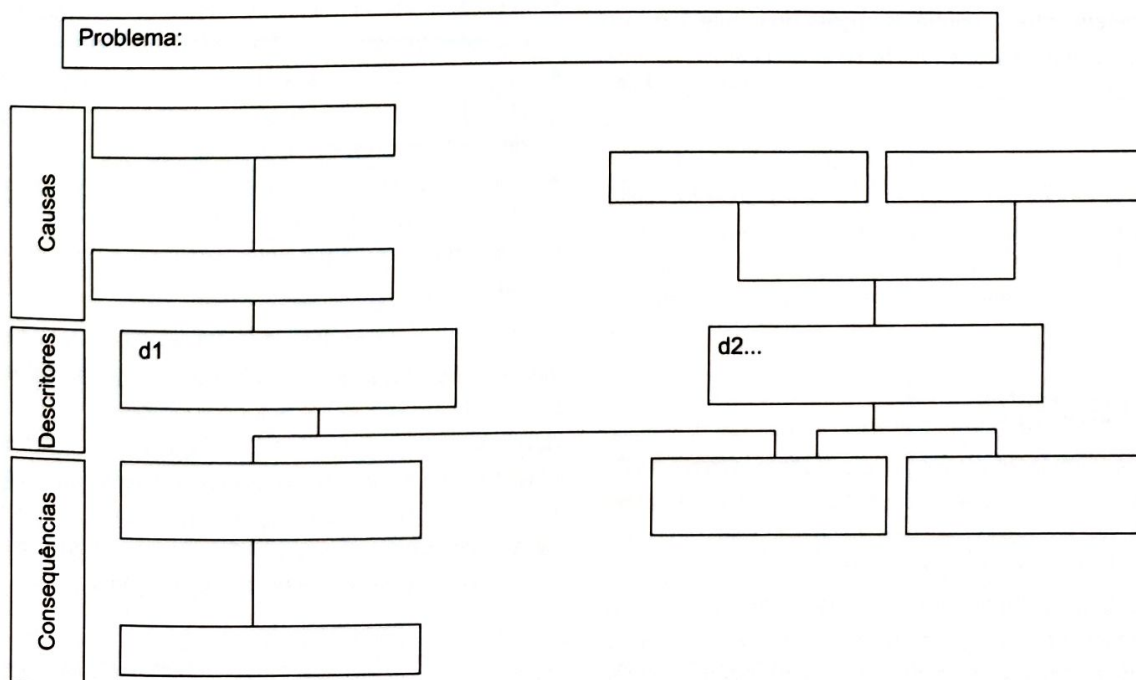 Problema:
Causas
Descritores
d1
d2...
Consequências